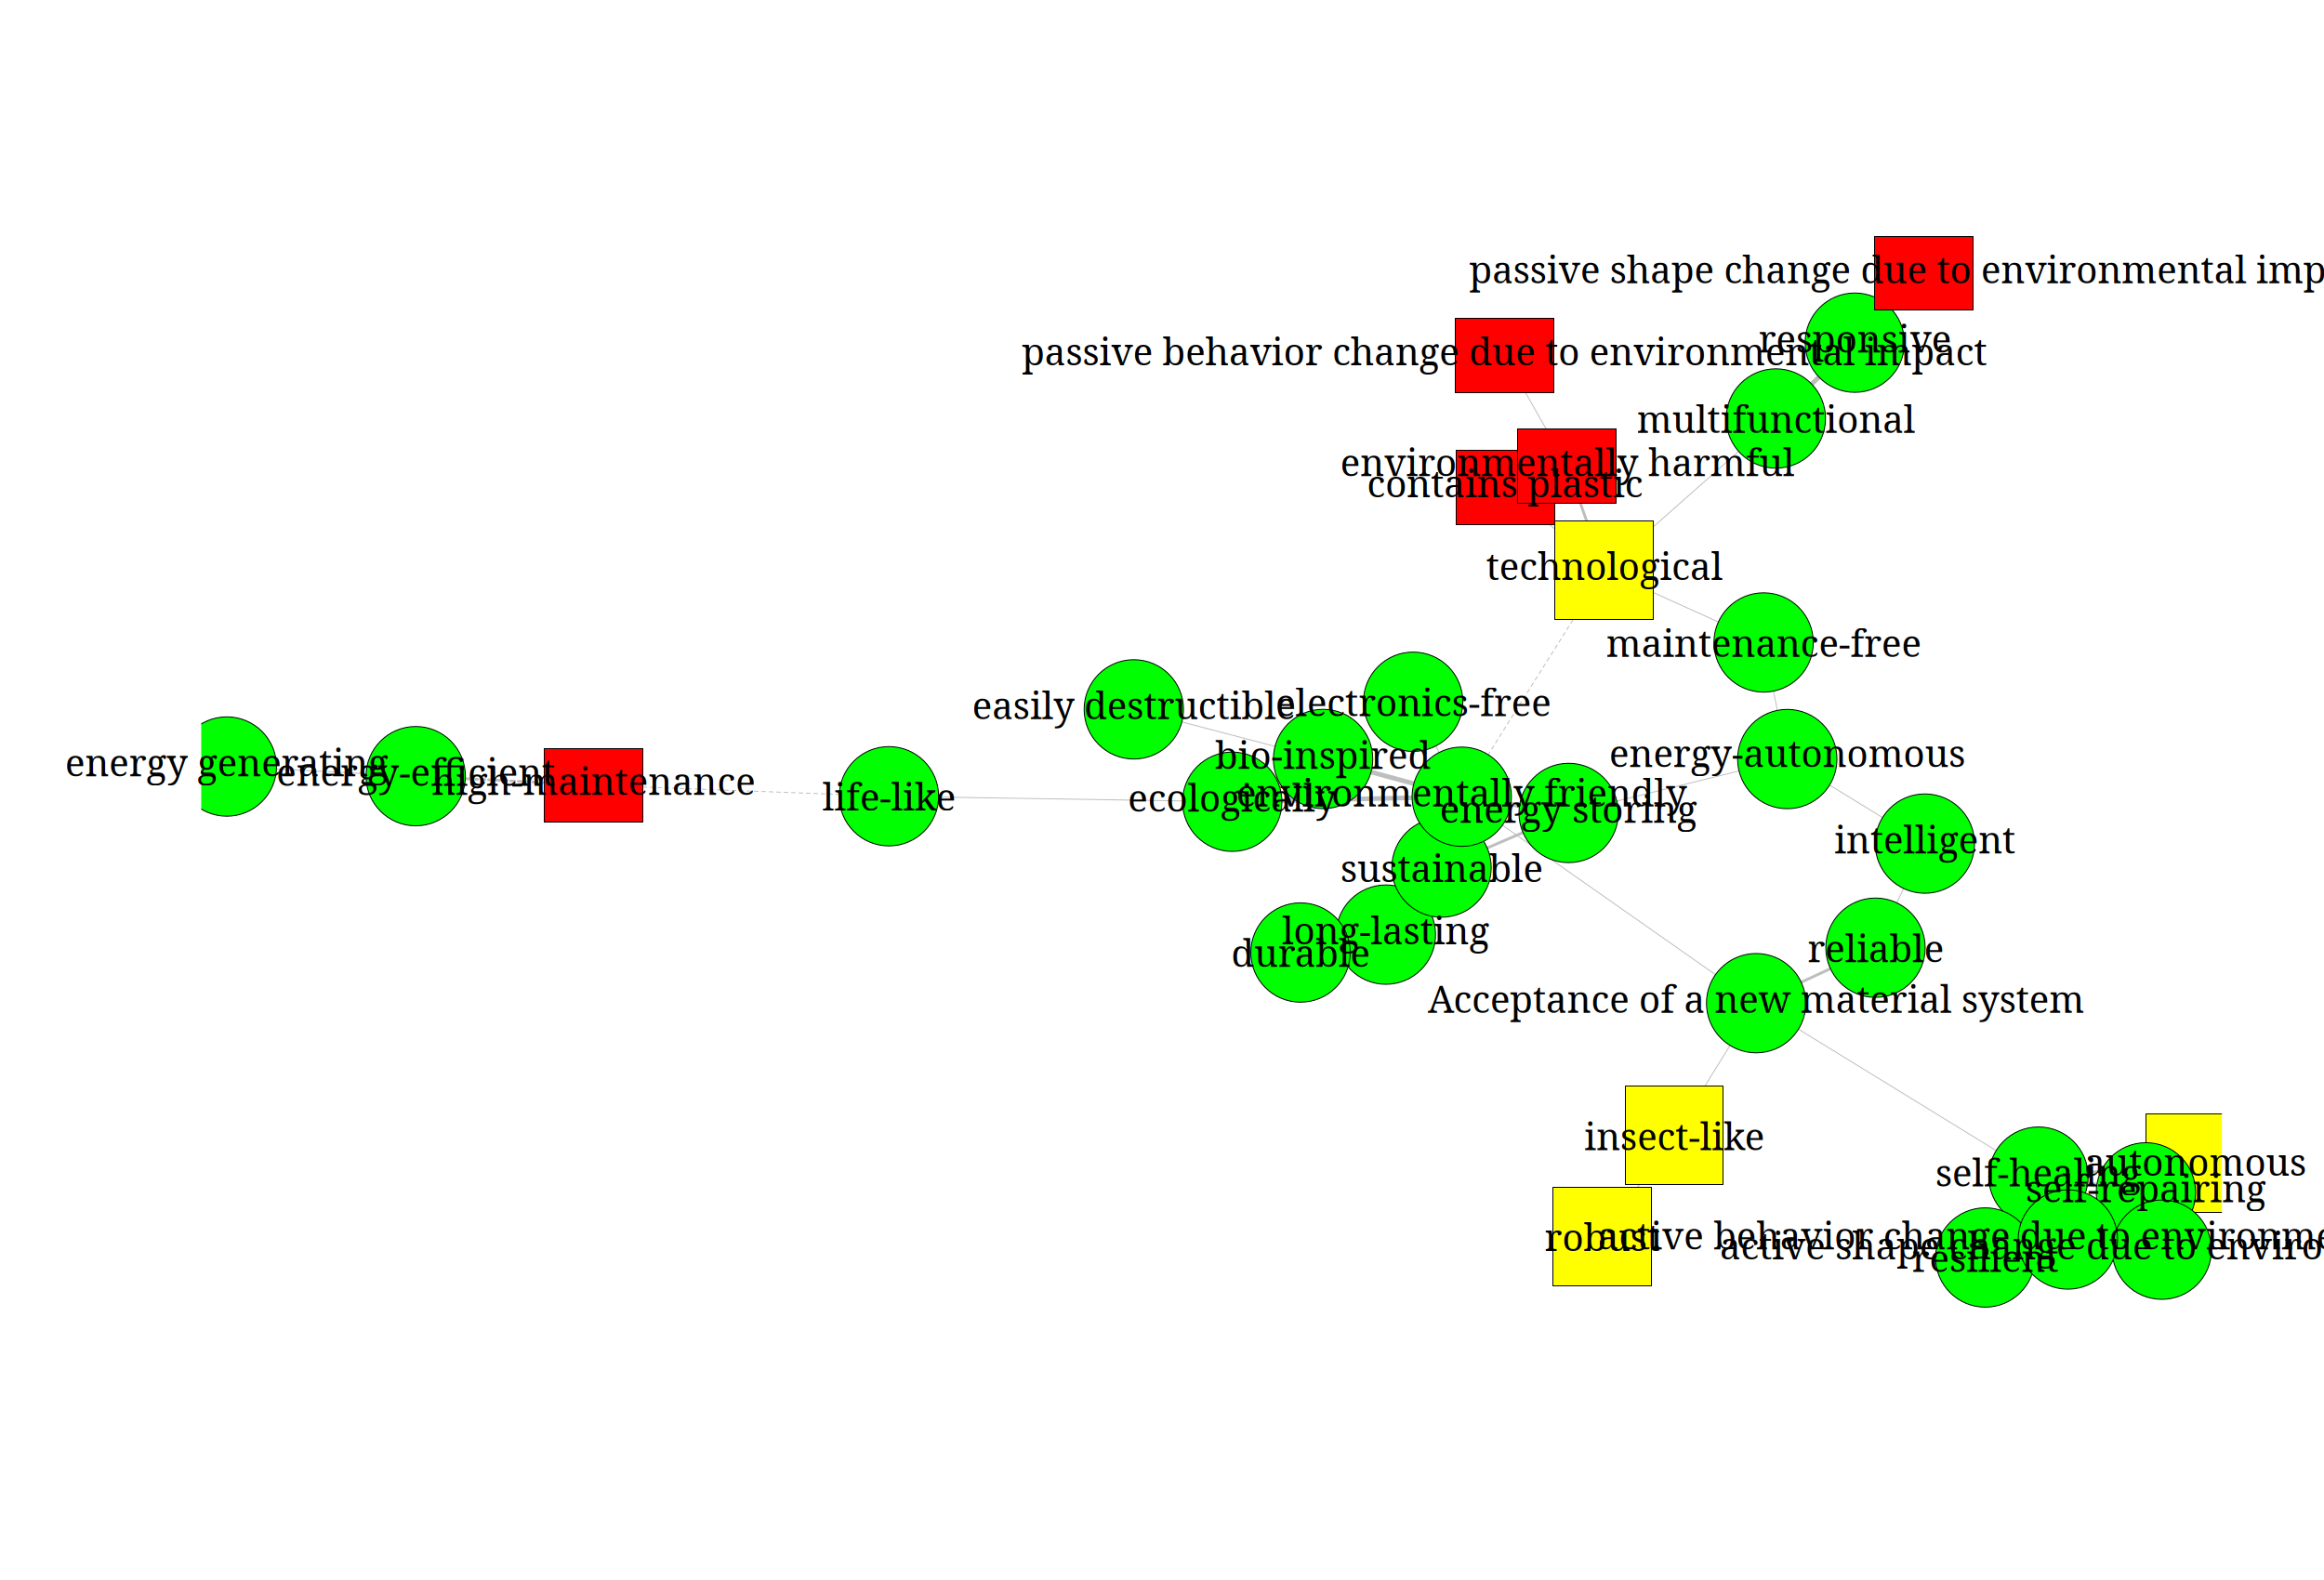 passive shape change due to environmental imp
responsive
passive behavior change due to environmental impact
multifunctional
environmentally harmful
contains plastic
technological
maintenance-free
easily destructible
electronics-free
bio-inspired
energy-autonomous
energy generating
energy-efficient
high-maintenance
life-like
ecologically
environmentally friendly
energy storing
intelligent
sustainable
long-lasting
durable
reliable
Acceptance of a new material system
insect-like
autonomous
self-healing
self-repairing
robust
active behavior change due to environme
active shape change due to enviro
resilient